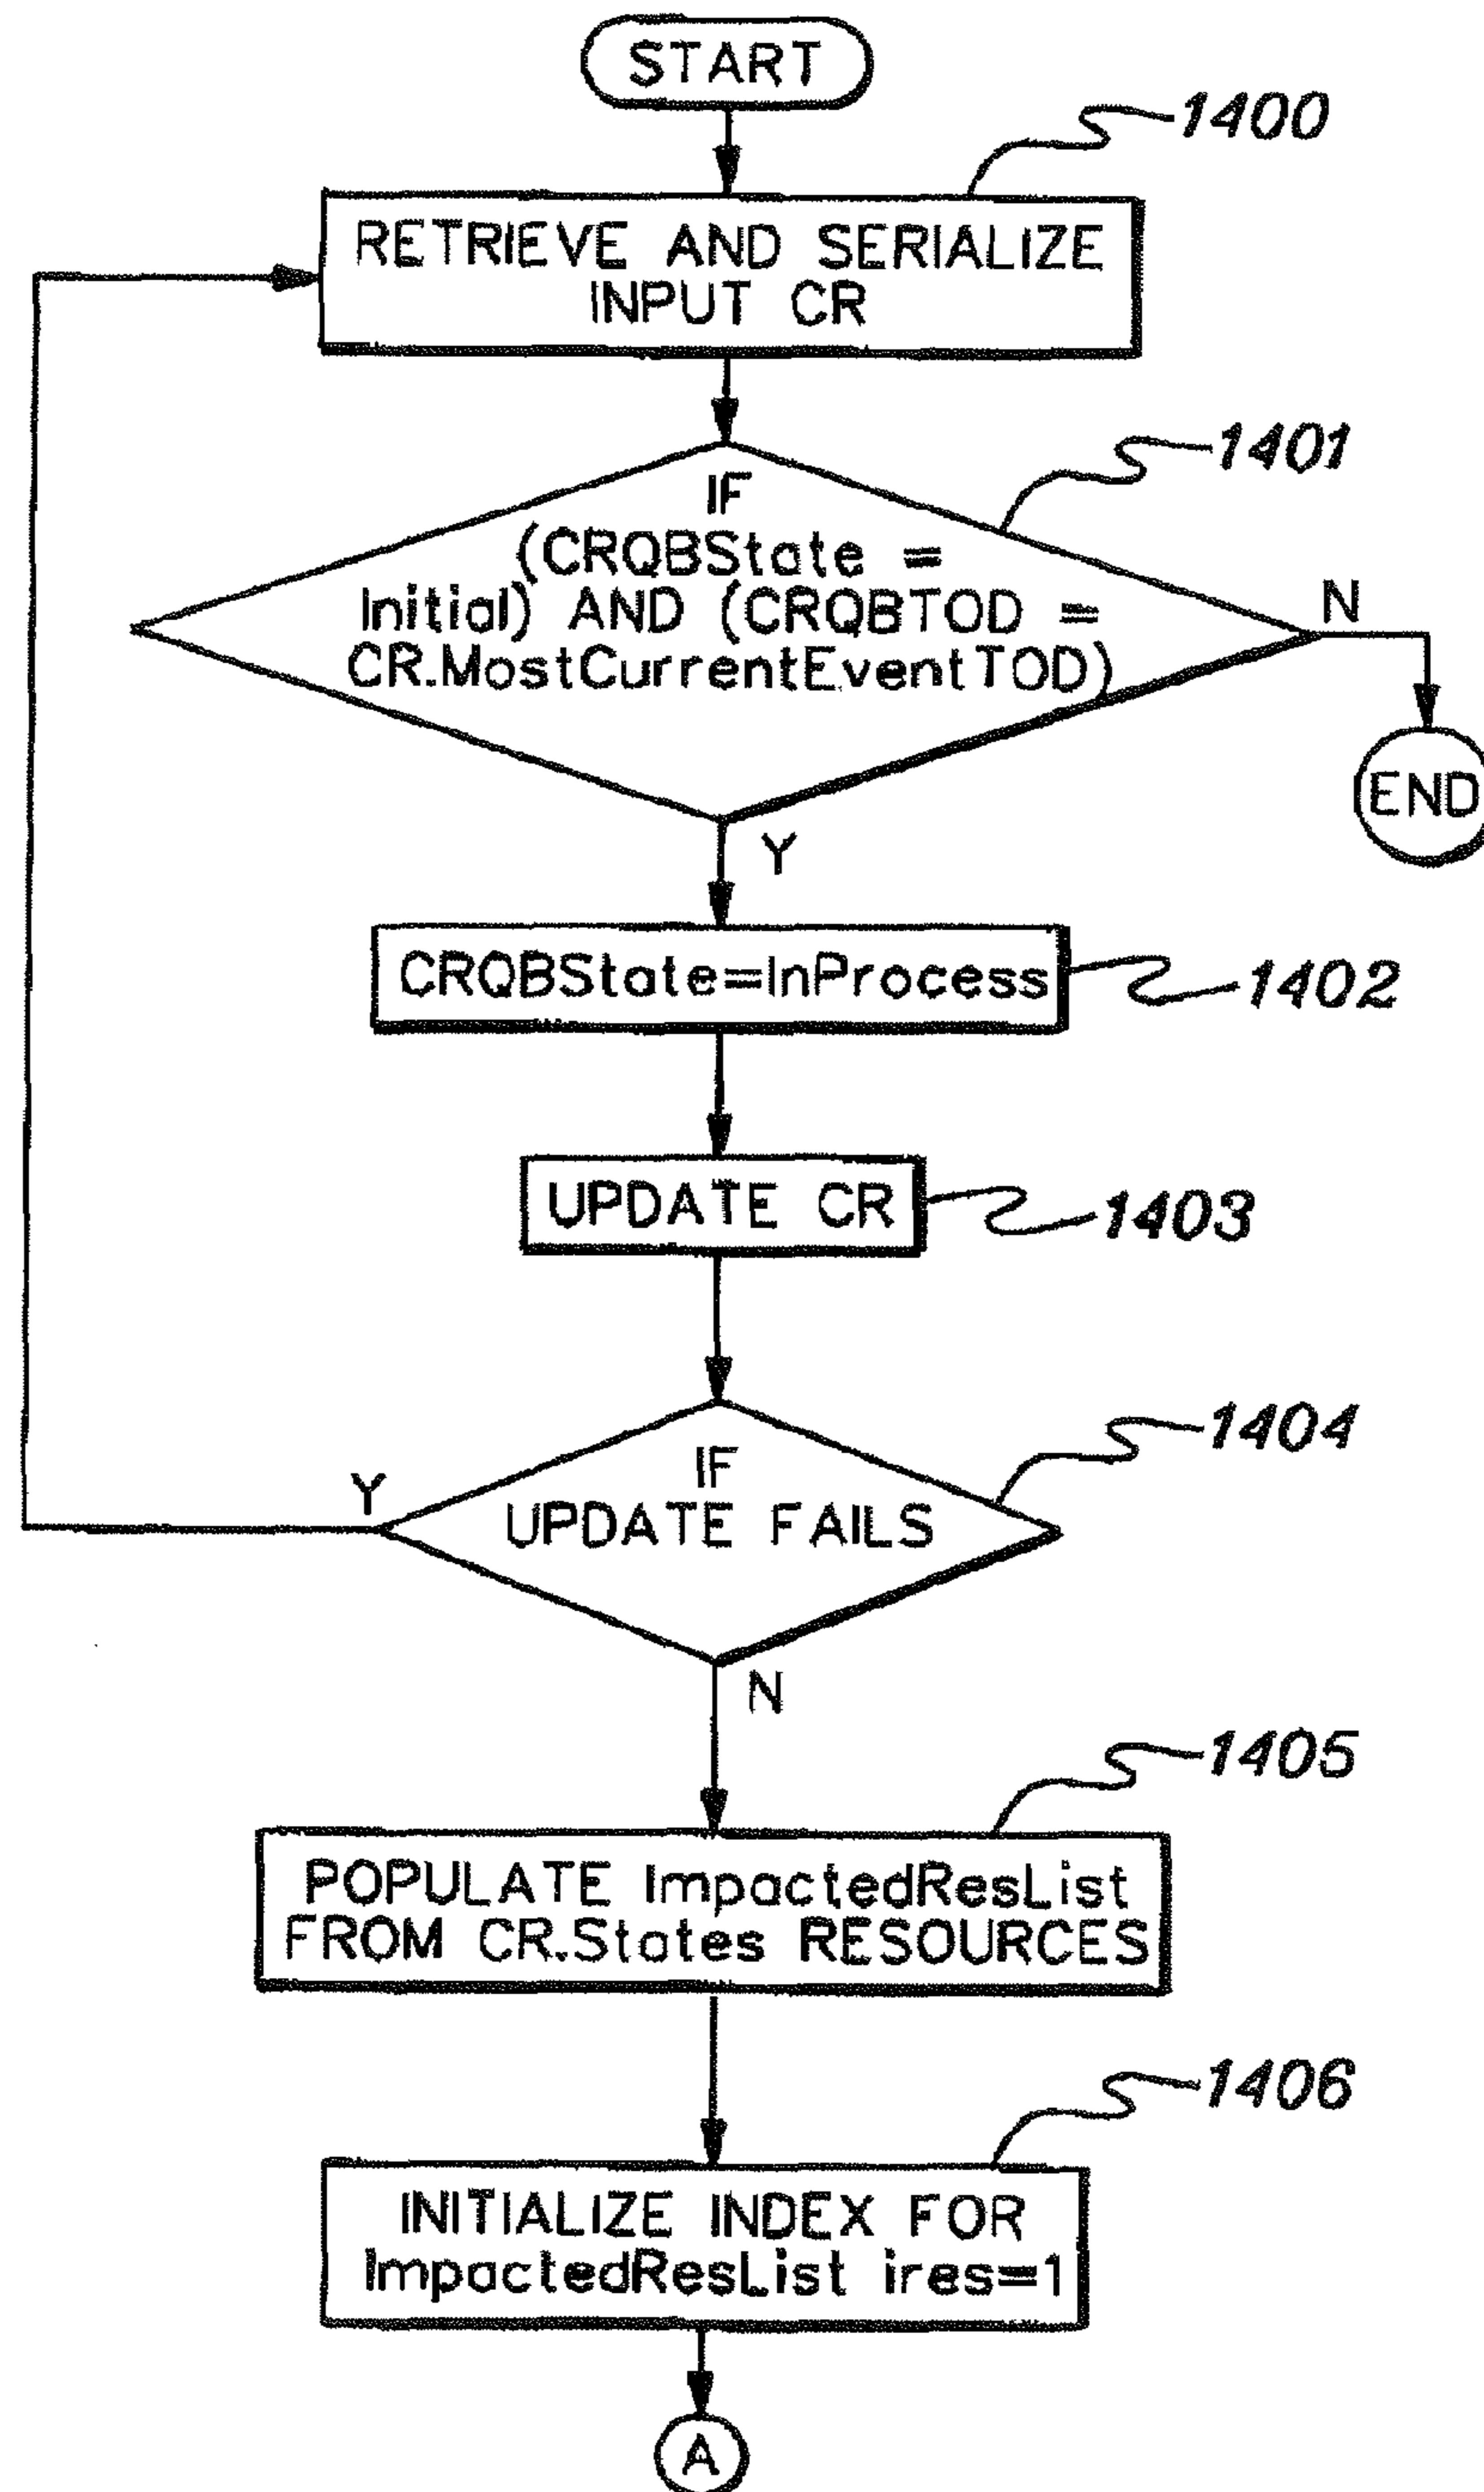 START
1400
RETRIEVE AND SERIALIZE
INPUT CR
1401
IF
(CRQBState =
Initial) AND (CRQBTOD =
CR.MostCurrentEventTOD)
N
END
Y
CRQBState=InProcess
1402
UPDATE CR
1403
1404
IF
UPDATE FAILS
Y
N
1405
POPULATE ImpactedResList
FROM CR.States RESOURCES
1406
INITIALIZE INDEX FOR
ImpactedResList ires=1
A